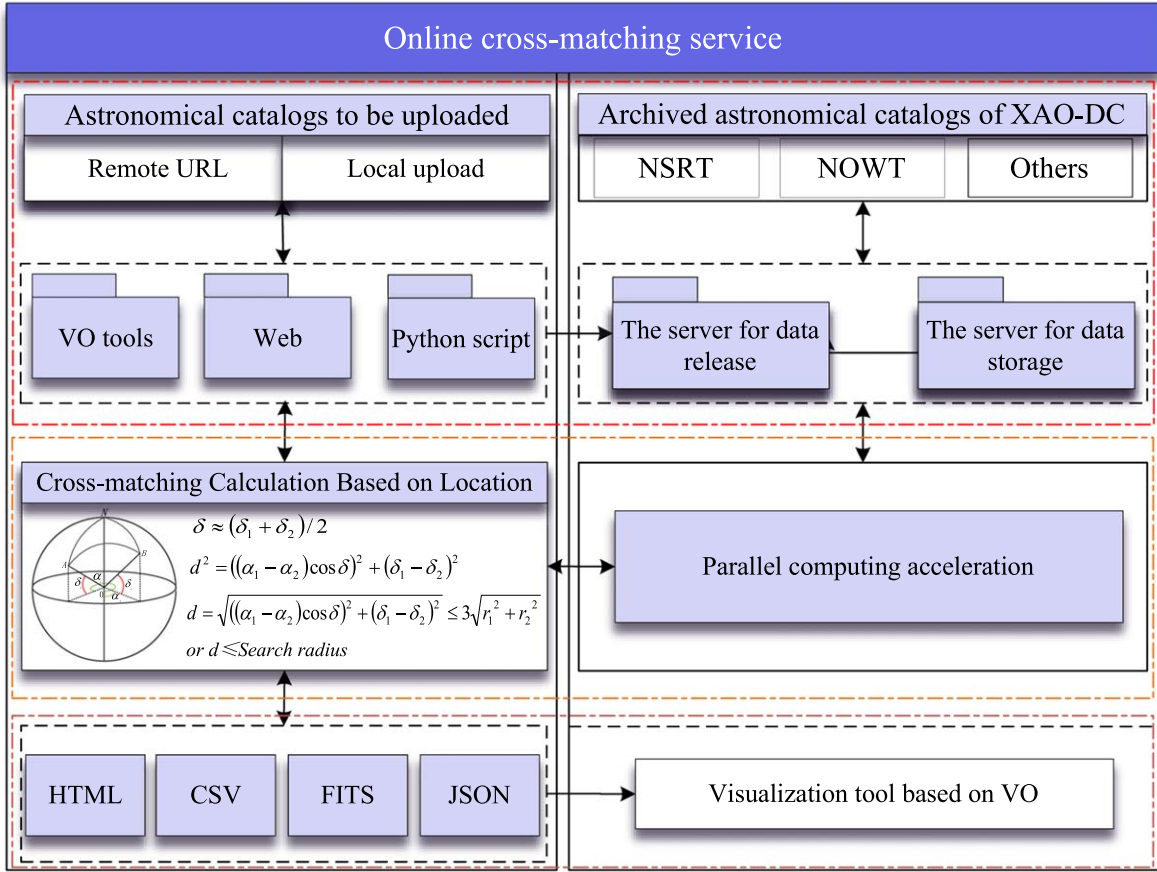 Online cross-matching service
Astronomical catalogs to be uploaded
Remote URL
Local upload
Archived astronomical catalogs of XAO-DC
NSRT
NOWT
Others
VO tools
Web
Python script
The server for data
release
The server for data
storage
Cross-matching Calculation Based on Location
N
A
B
α
δ
δ
0
α
δ ≈ (δ₁ + δ₂)/2
d² = ((α₁ − α₂)cos δ)² + (δ₁ − δ₂)²
d = √((α₁ − α₂)cos δ)² + (δ₁ − δ₂)² ≤ 3√r₁² + r₂²
or d ≤Search radius
Parallel computing acceleration
HTML
CSV
FITS
JSON
Visualization tool based on VO